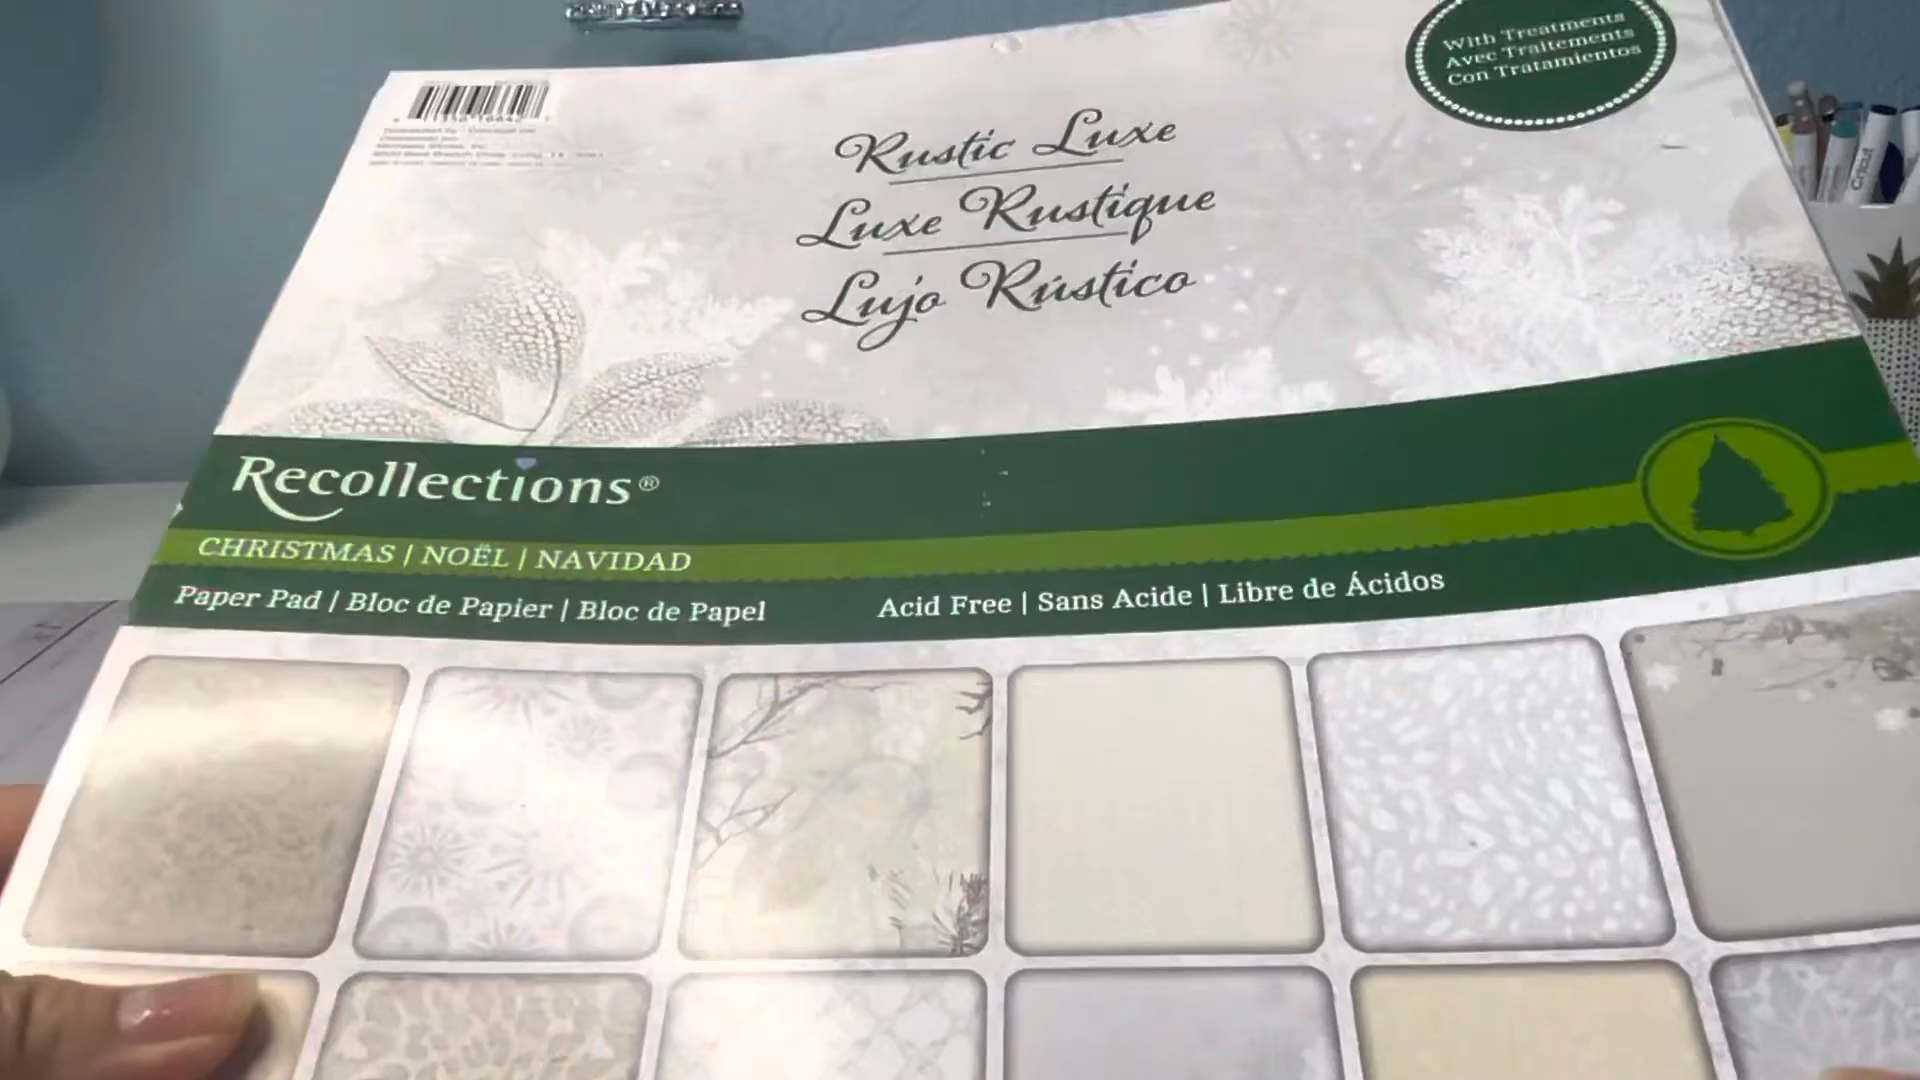 With Treatments
Avec Traitements
Con Tratamientos
Rustic Luxe
Luxe Rustique
Lujo Rústico
Recollections®
CHRISTMAS | NOËL | NAVIDAD
Paper Pad | Bloc de Papier | Bloc de Papel
Acid Free | Sans Acide | Libre de Ácidos
Cricut